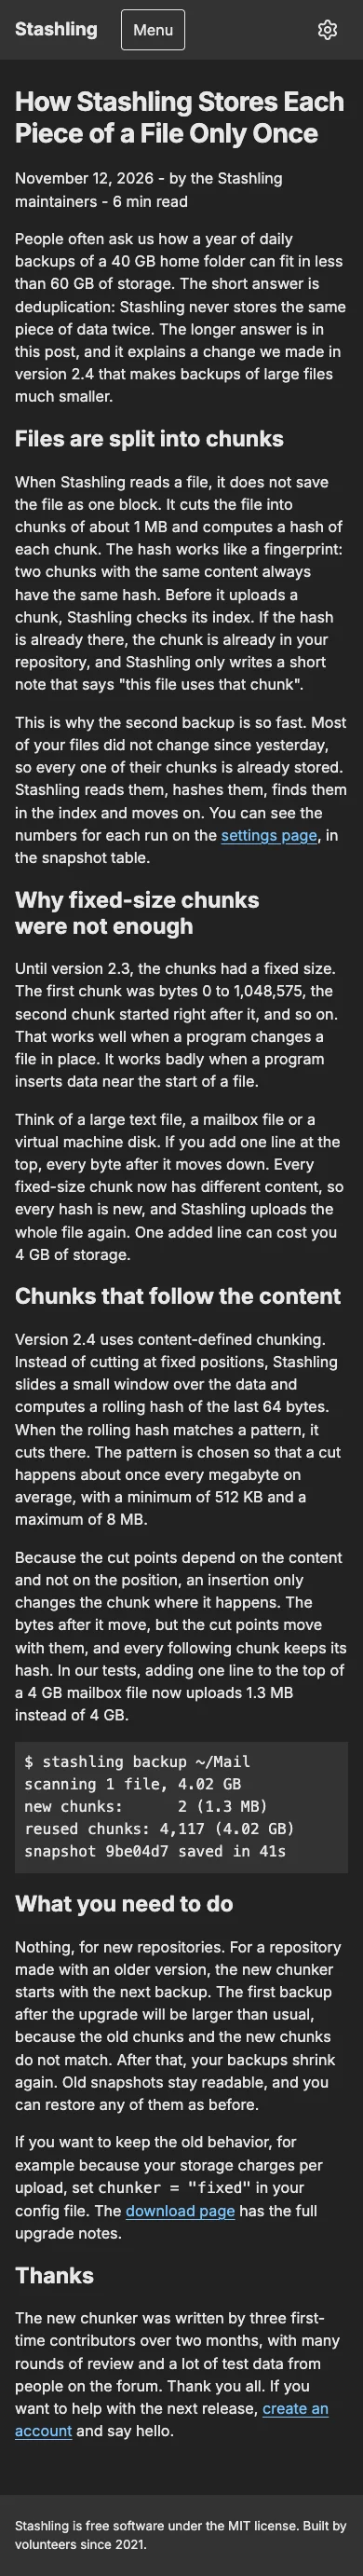 Stashling
Menu
How Stashling Stores Each
Piece of a File Only Once
November 12, 2026 - by the Stashling
maintainers - 6 min read
People often ask us how a year of daily
backups of a 40 GB home folder can fit in less
than 60 GB of storage. The short answer is
deduplication: Stashling never stores the same
piece of data twice. The longer answer is in
this post, and it explains a change we made in
version 2.4 that makes backups of large files
much smaller.
Files are split into chunks
When Stashling reads a file, it does not save
the file as one block. It cuts the file into
chunks of about 1 MB and computes a hash of
each chunk. The hash works like a fingerprint:
two chunks with the same content always
have the same hash. Before it uploads a
chunk, Stashling checks its index. If the hash
is already there, the chunk is already in your
repository, and Stashling only writes a short
note that says "this file uses that chunk".
This is why the second backup is so fast. Most
of your files did not change since yesterday,
so every one of their chunks is already stored.
Stashling reads them, hashes them, finds them
in the index and moves on. You can see the
numbers for each run on the settings page, in
the snapshot table.
Why fixed-size chunks
were not enough
Until version 2.3, the chunks had a fixed size.
The first chunk was bytes 0 to 1,048,575, the
second chunk started right after it, and so on.
That works well when a program changes a
file in place. It works badly when a program
inserts data near the start of a file.
Think of a large text file, a mailbox file or a
virtual machine disk. If you add one line at the
top, every byte after it moves down. Every
fixed-size chunk now has different content, so
every hash is new, and Stashling uploads the
whole file again. One added line can cost you
4 GB of storage.
Chunks that follow the content
Version 2.4 uses content-defined chunking.
Instead of cutting at fixed positions, Stashling
slides a small window over the data and
computes a rolling hash of the last 64 bytes.
When the rolling hash matches a pattern, it
cuts there. The pattern is chosen so that a cut
happens about once every megabyte on
average, with a minimum of 512 KB and a
maximum of 8 MB.
Because the cut points depend on the content
and not on the position, an insertion only
changes the chunk where it happens. The
bytes after it move, but the cut points move
with them, and every following chunk keeps its
hash. In our tests, adding one line to the top of
a 4 GB mailbox file now uploads 1.3 MB
instead of 4 GB.
$ stashling backup ~/Mail
scanning 1 file, 4.02 GB
new chunks:      2 (1.3 MB)
reused chunks: 4,117 (4.02 GB)
snapshot 9be04d7 saved in 41s
What you need to do
Nothing, for new repositories. For a repository
made with an older version, the new chunker
starts with the next backup. The first backup
after the upgrade will be larger than usual,
because the old chunks and the new chunks
do not match. After that, your backups shrink
again. Old snapshots stay readable, and you
can restore any of them as before.
If you want to keep the old behavior, for
example because your storage charges per
upload, set chunker = "fixed" in your
config file. The download page has the full
upgrade notes.
Thanks
The new chunker was written by three first-
time contributors over two months, with many
rounds of review and a lot of test data from
people on the forum. Thank you all. If you
want to help with the next release, create an
account and say hello.
Stashling is free software under the MIT license. Built by
volunteers since 2021.